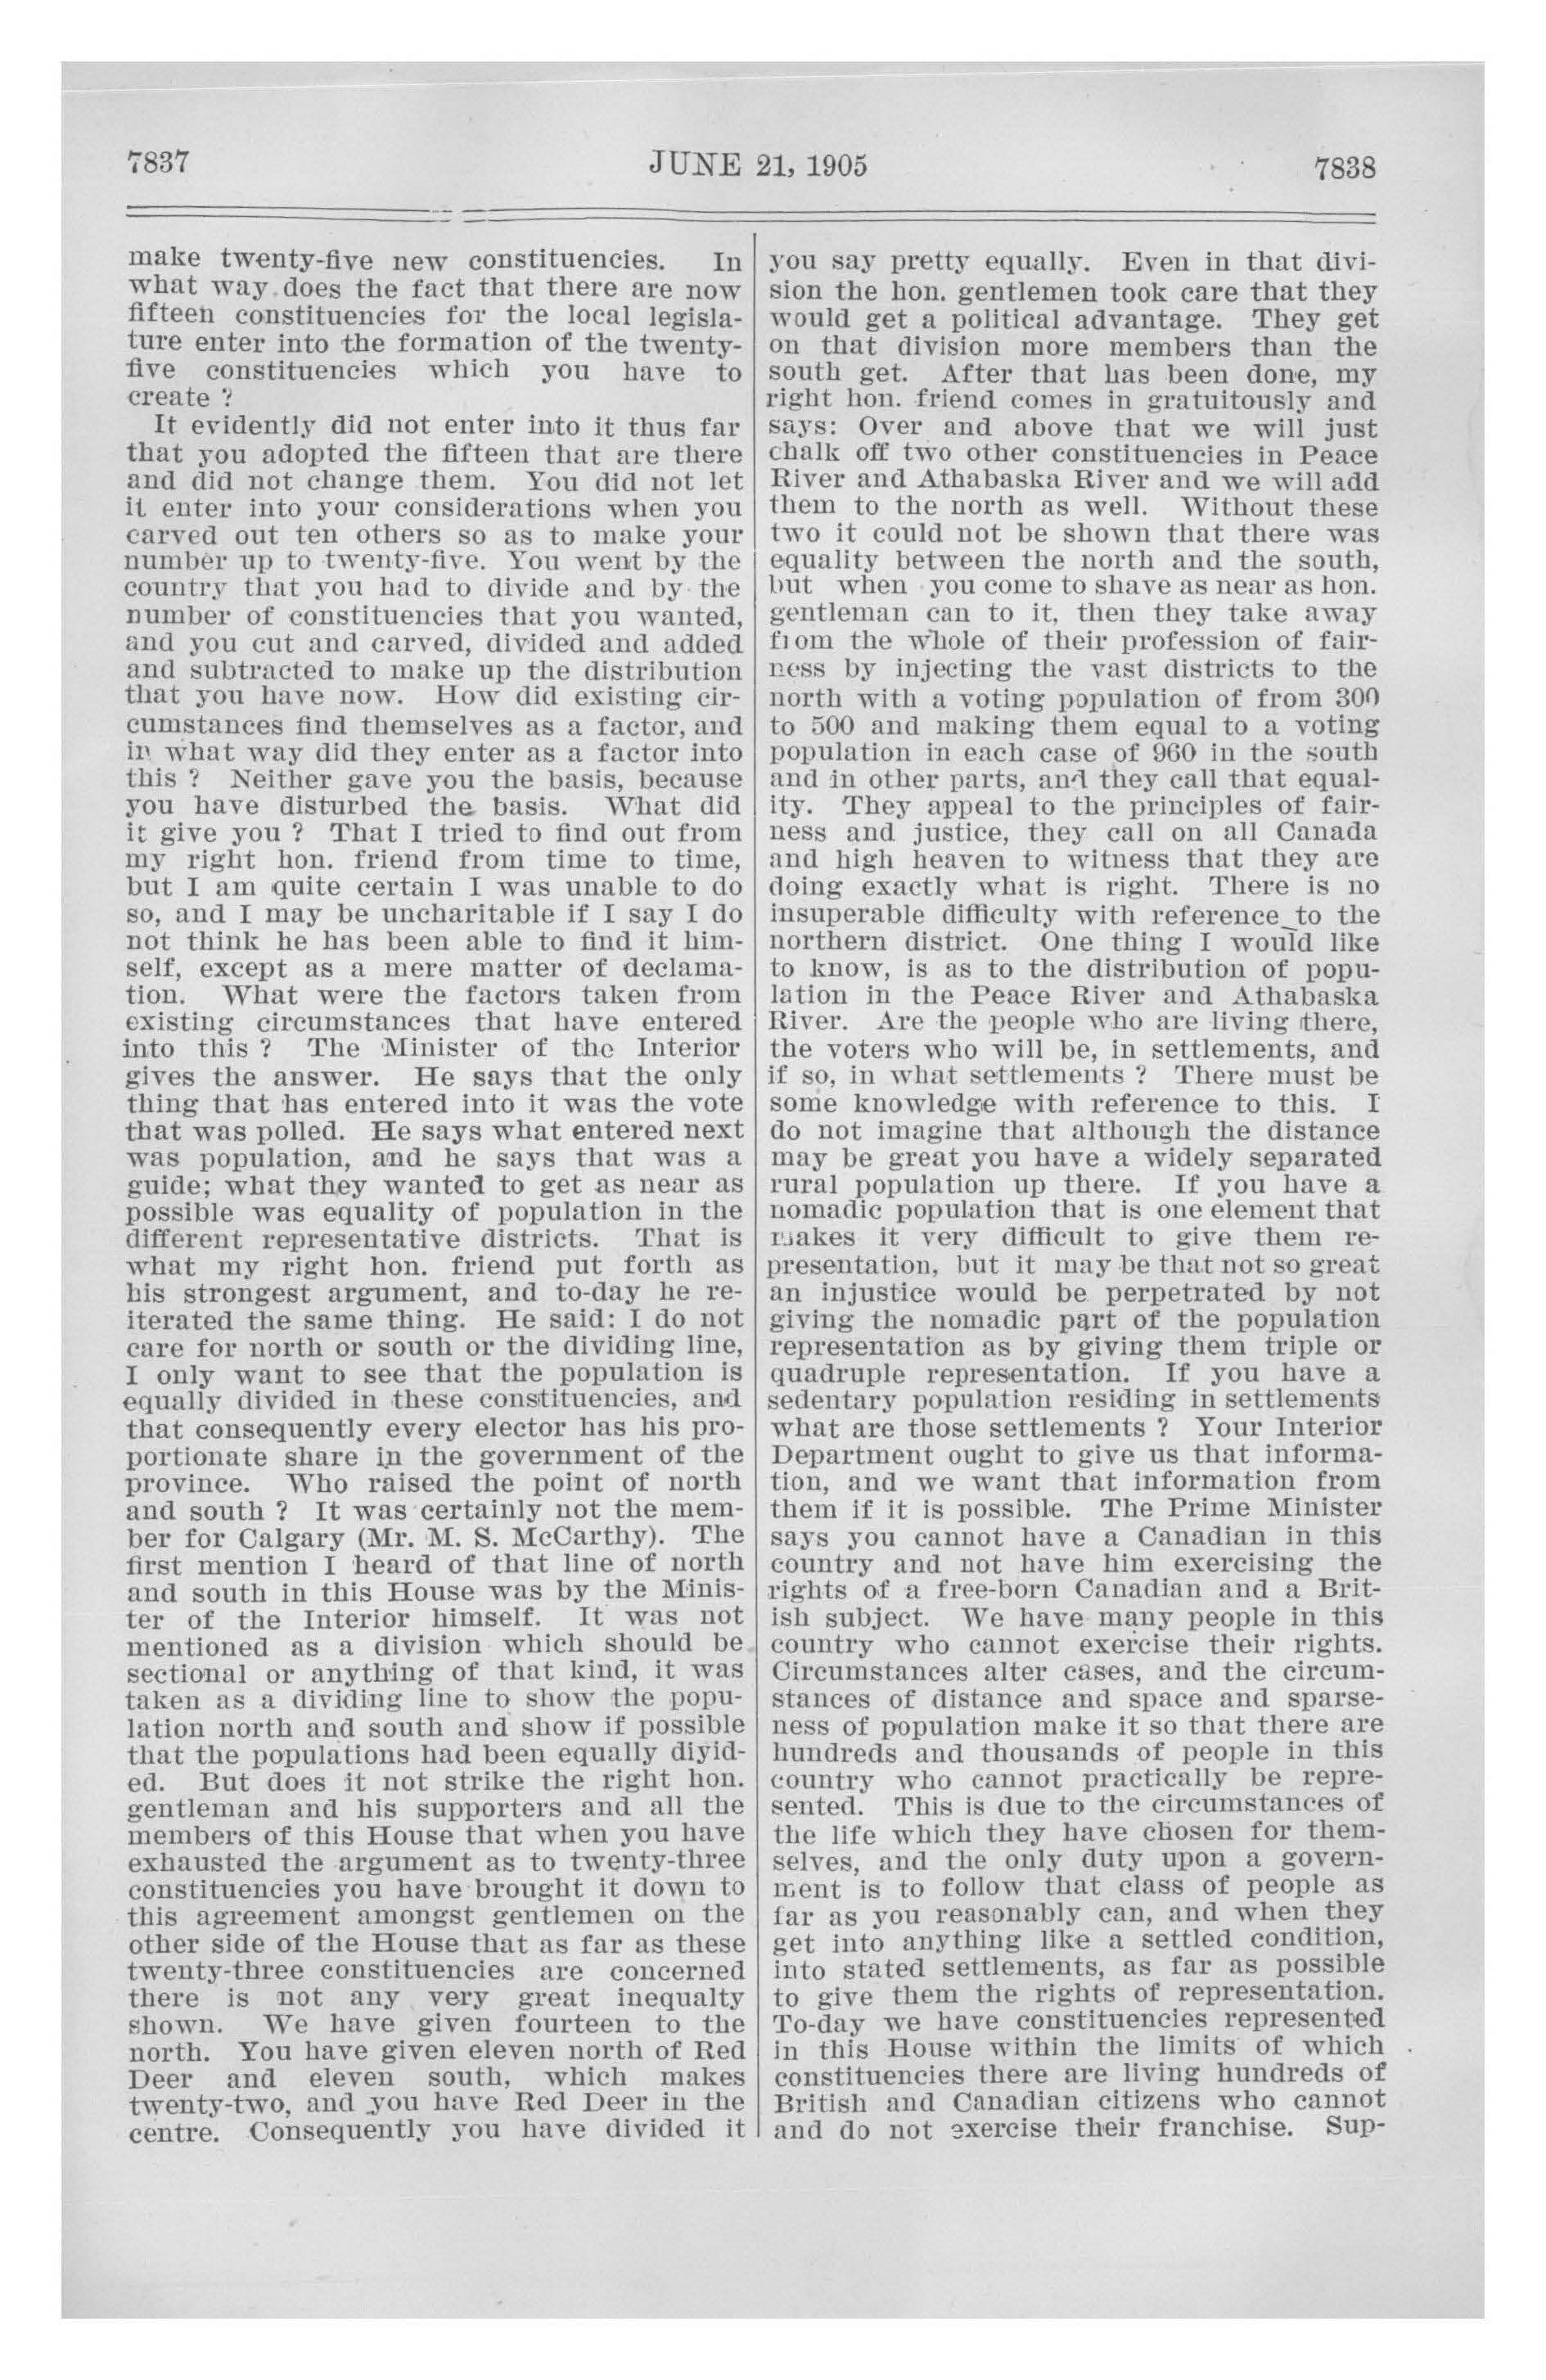 7837
JUNE 21, 1905
7838
make twenty-five new constituencies. In
what way does the fact that there are now
fifteen constituencies for the local legisla-
ture enter into the formation of the twenty-
five constituencies which you have to
create ?
It evidently did not enter into it thus far
that you adopted the fifteen that are there
and did not change them. You did not let
it enter into your considerations when you
carved out ten others so as to make your
number up to twenty-five. You went by the
country that you had to divide and by the
number of constituencies that you wanted,
and you cut and carved, divided and added
and subtracted to make up the distribution
that you have now. How did existing cir-
cumstances find themselves as a factor, and
in what way did they enter as a factor into
this ? Neither gave you the basis, because
you have disturbed the basis. What did
it give you ? That I tried to find out from
my right hon. friend from time to time,
but I am quite certain I was unable to do
so, and I may be uncharitable if I say I do
not think he has been able to find it him-
self, except as a mere matter of declama-
tion. What were the factors taken from
existing circumstances that have entered
into this ? The Minister of the Interior
gives the answer. He says that the only
thing that has entered into it was the vote
that was polled. He says what entered next
was population, and he says that was a
guide; what they wanted to get as near as
possible was equality of population in the
different representative districts. That is
what my right hon. friend put forth as
his strongest argument, and to-day he re-
iterated the same thing. He said: I do not
care for north or south or the dividing line,
I only want to see that the population is
equally divided in these constituencies, and
that consequently every elector has his pro-
portionate share in the government of the
province. Who raised the point of north
and south ? It was certainly not the mem-
ber for Calgary (Mr. M. S. McCarthy). The
first mention I heard of that line of north
and south in this House was by the Minis-
ter of the Interior himself. It was not
mentioned as a division which should be
sectional or anything of that kind, it was
taken as a dividing line to show the popu-
lation north and south and show if possible
that the populations had been equally divid-
ed. But does it not strike the right hon.
gentleman and his supporters and all the
members of this House that when you have
exhausted the argument as to twenty-three
constituencies you have brought it down to
this agreement amongst gentlemen on the
other side of the House that as far as these
twenty-three constituencies are concerned
there is not any very great inequalty
shown. We have given fourteen to the
north. You have given eleven north of Red
Deer and eleven south, which makes
twenty-two, and you have Red Deer in the
centre. Consequently you have divided it
you say pretty equally. Even in that divi-
sion the hon. gentlemen took care that they
would get a political advantage. They get
on that division more members than the
south get. After that has been done, my
right hon. friend comes in gratuitously and
says: Over and above that we will just
chalk off two other constituencies in Peace
River and Athabaska River and we will add
them to the north as well. Without these
two it could not be shown that there was
equality between the north and the south,
but when you come to shave as near as hon.
gentleman can to it, then they take away
from the whole of their profession of fair-
ness by injecting the vast districts to the
north with a voting population of from 300
to 500 and making them equal to a voting
population in each case of 960 in the south
and in other parts, and they call that equal-
ity. They appeal to the principles of fair-
ness and justice, they call on all Canada
and high heaven to witness that they are
doing exactly what is right. There is no
insuperable difficulty with reference to the
northern district. One thing I would like
to know, is as to the distribution of popu-
lation in the Peace River and Athabaska
River. Are the people who are living there,
the voters who will be, in settlements, and
if so, in what settlements ? There must be
some knowledge with reference to this. I
do not imagine that although the distance
may be great you have a widely separated
rural population up there. If you have a
nomadic population that is one element that
makes it very difficult to give them re-
presentation, but it may be that not so great
an injustice would be perpetrated by not
giving the nomadic part of the population
representation as by giving them triple or
quadruple representation. If you have a
sedentary population residing in settlements
what are those settlements ? Your Interior
Department ought to give us that informa-
tion, and we want that information from
them if it is possible. The Prime Minister
says you cannot have a Canadian in this
country and not have him exercising the
rights of a free-born Canadian and a Brit-
ish subject. We have many people in this
country who cannot exercise their rights.
Circumstances alter cases, and the circum-
stances of distance and space and sparse-
ness of population make it so that there are
hundreds and thousands of people in this
country who cannot practically be repre-
sented. This is due to the circumstances of
the life which they have chosen for them-
selves, and the only duty upon a govern-
ment is to follow that class of people as
far as you reasonably can, and when they
get into anything like a settled condition,
into stated settlements, as far as possible
to give them the rights of representation.
To-day we have constituencies represented
in this House within the limits of which
constituencies there are living hundreds of
British and Canadian citizens who cannot
and do not exercise their franchise. Sup-